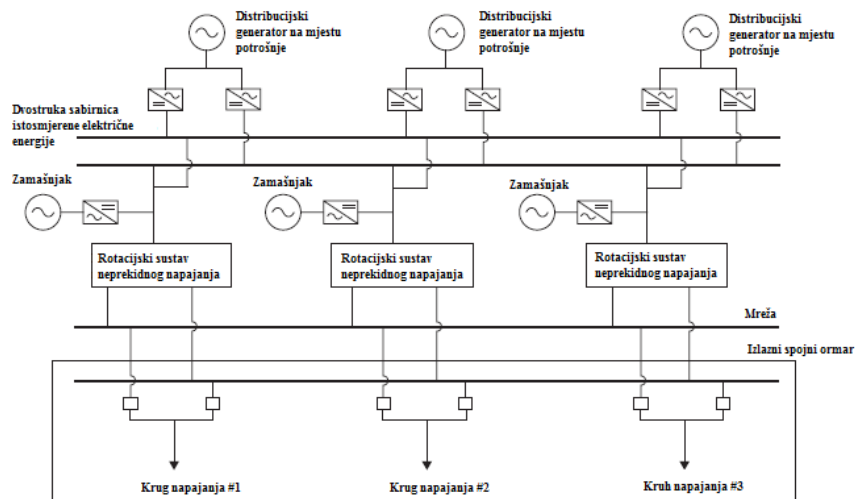 Distribucijski
generator na mjestu
potrošnje
Distribucijski
generator na mjestu
potrošnje
Distribucijski
generator na mjestu
potrošnje
Dvostruka sabirnica
istosmjerene električne
energije
Zamašnjak
Zamašnjak
Zamašnjak
Rotacijski sustav
neprekidnog napajanja
Rotacijski sustav
neprekidnog napajanja
Rotacijski sustav
neprekidnog napajanja
Mreža
Izlazni spojni ormar
Krug napajanja #1
Krug napajanja #2
Kruh napajanja #3